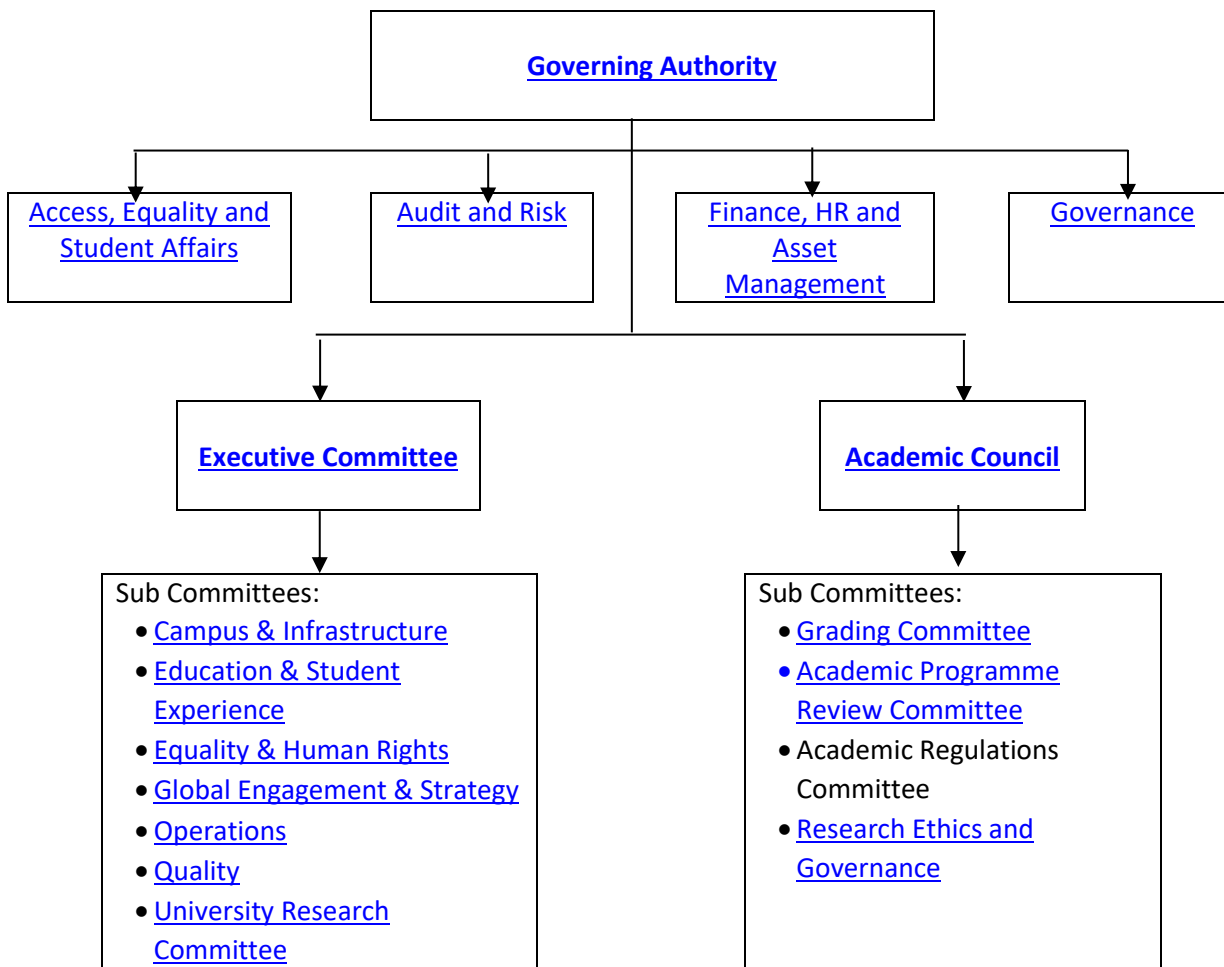 Governing Authority
Access, Equality and
Student Affairs
Audit and Risk
Finance, HR and
Asset
Management
Governance
Executive Committee
Academic Council
Sub Committees:
• Campus & Infrastructure
• Education & Student
Experience
• Equality & Human Rights
• Global Engagement & Strategy
• Operations
• Quality
• University Research
Committee
Sub Committees:
• Grading Committee
• Academic Programme
Review Committee
• Academic Regulations
Committee
• Research Ethics and
Governance